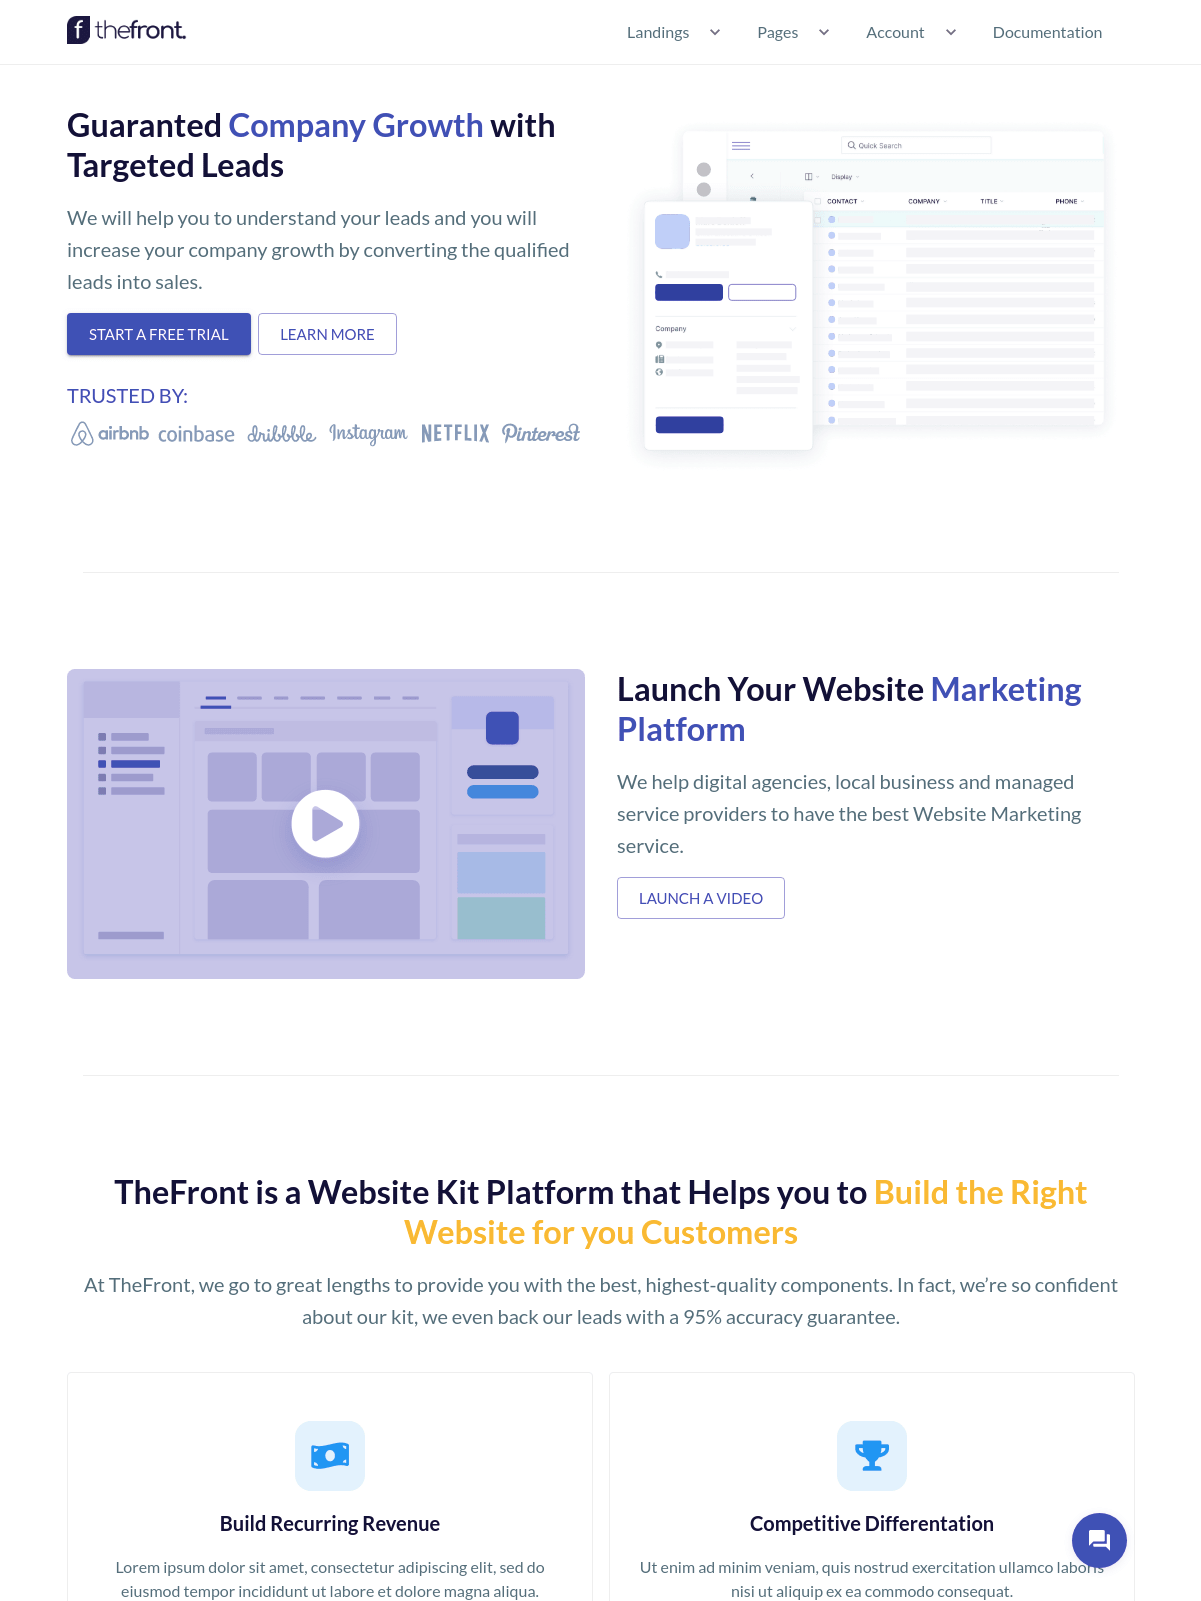 f thefront.
Landings Pages Account Documentation
Guaranted Company Growth with
Targeted Leads
We will help you to understand your leads and you will
increase your company growth by converting the qualified
leads into sales.
START A FREE TRIAL LEARN MORE
TRUSTED BY:
airbnb coinbase dribbble Instagram NETFLIX Pinterest
Quick Search
Display
CONTACT COMPANY TITLE PHONE
Company
Launch Your Website Marketing
Platform
We help digital agencies, local business and managed
service providers to have the best Website Marketing
service.
LAUNCH A VIDEO
TheFront is a Website Kit Platform that Helps you to Build the Right
Website for you Customers
At TheFront, we go to great lengths to provide you with the best, highest-quality components. In fact, we’re so confident
about our kit, we even back our leads with a 95% accuracy guarantee.
Build Recurring Revenue
Lorem ipsum dolor sit amet, consectetur adipiscing elit, sed do
eiusmod tempor incididunt ut labore et dolore magna aliqua.
Competitive Differentation
Ut enim ad minim veniam, quis nostrud exercitation ullamco laboris
nisi ut aliquip ex ea commodo consequat.